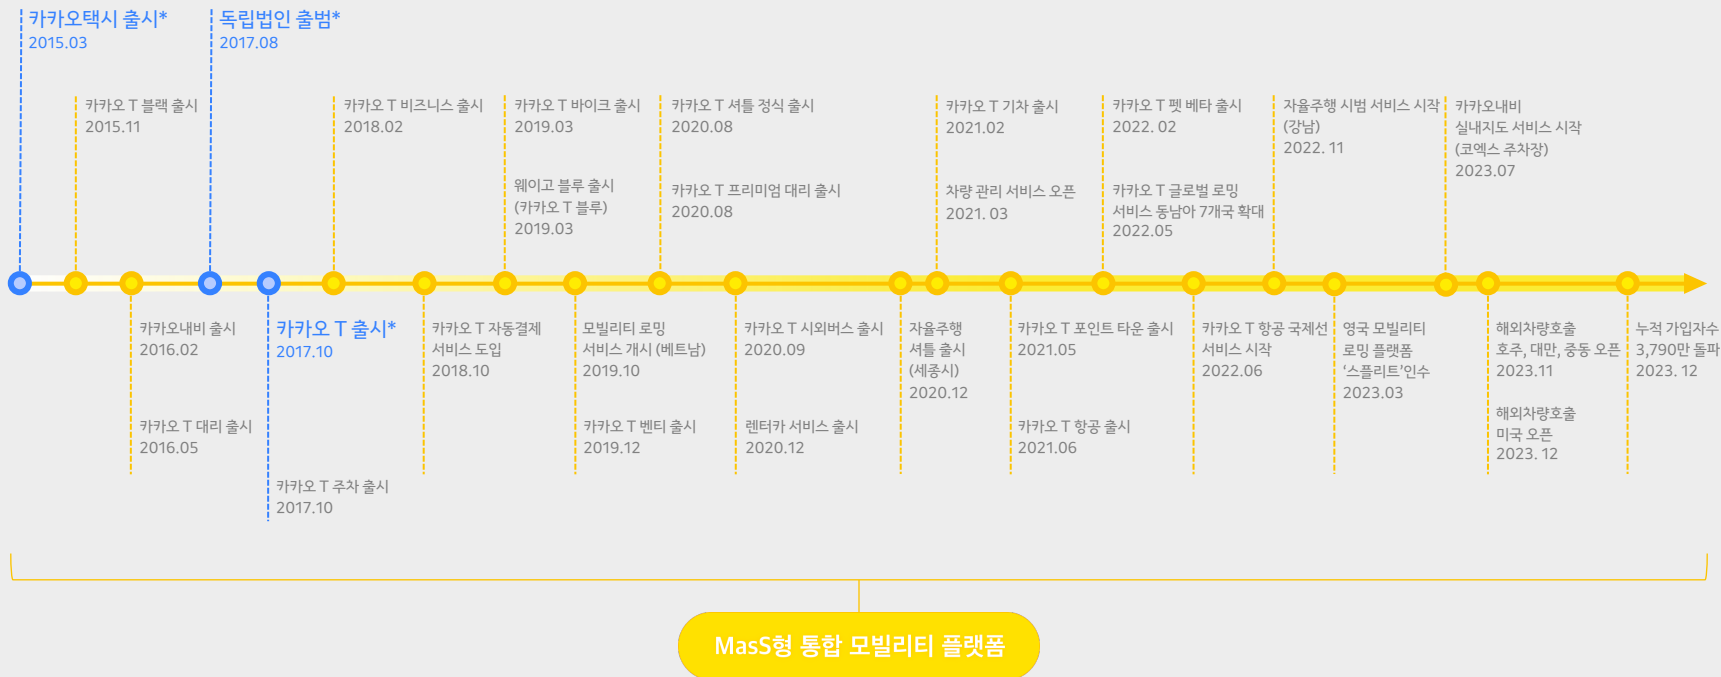 카카오택시 출시*
2015.03
독립법인 출범*
2017.08
카카오 T 블랙 출시
2015.11
카카오 T 비즈니스 출시
2018.02
카카오 T 바이크 출시
2019.03
웨이고 블루 출시
(카카오 T 블루)
2019.03
카카오 T 셔틀 정식 출시
2020.08
카카오 T 프리미엄 대리 출시
2020.08
카카오 T 기차 출시
2021.02
차량 관리 서비스 오픈
2021. 03
카카오 T 펫 베타 출시
2022. 02
카카오 T 글로벌 로밍
서비스 동남아 7개국 확대
2022.05
자율주행 시범 서비스 시작
(강남)
2022. 11
카카오내비
실내지도 서비스 시작
(코엑스 주차장)
2023.07
카카오내비 출시
2016.02
카카오 T 대리 출시
2016.05
카카오 T 출시*
2017.10
카카오 T 주차 출시
2017.10
카카오 T 자동결제
서비스 도입
2018.10
모빌리티 로밍
서비스 개시 (베트남)
2019.10
카카오 T 벤티 출시
2019.12
카카오 T 시외버스 출시
2020.09
렌터카 서비스 출시
2020.12
자율주행
셔틀 출시
(세종시)
2020.12
카카오 T 포인트 타운 출시
2021.05
카카오 T 항공 출시
2021.06
카카오 T 항공 국제선
서비스 시작
2022.06
영국 모빌리티
로밍 플랫폼
‘스플리트’인수
2023.03
해외차량호출
호주, 대만, 중동 오픈
2023.11
해외차량호출
미국 오픈
2023. 12
누적 가입자수
3,790만 돌파
2023. 12
MasS형 통합 모빌리티 플랫폼